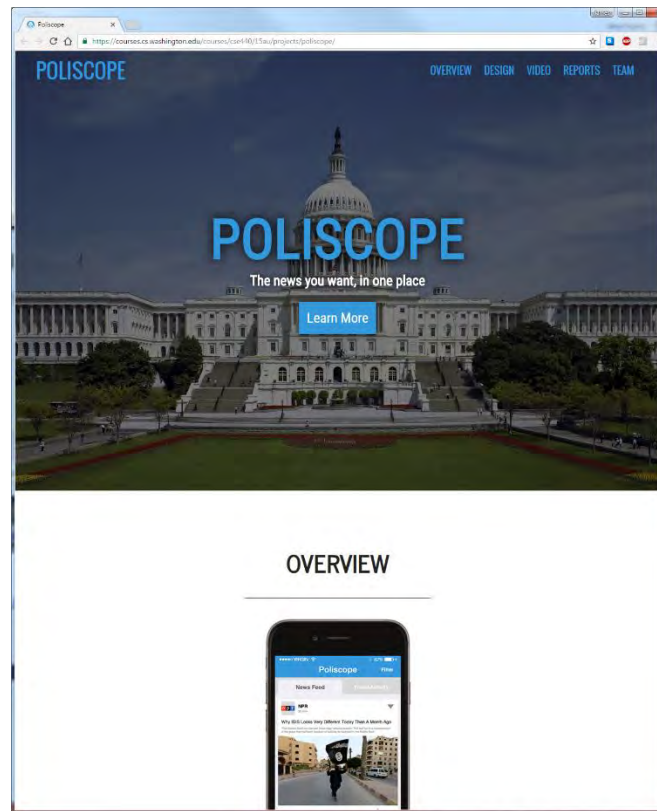 Poliscope
https://courses.cs.washington.edu/courses/cse440/15au/projects/poliscope/
POLISCOPE
OVERVIEW DESIGN VIDEO REPORTS TEAM
POLISCOPE
The news you want, in one place
Learn More
OVERVIEW
Poliscope
News Feed
NPR
Why ISIS Looks Very Different Today Than A Month Ago